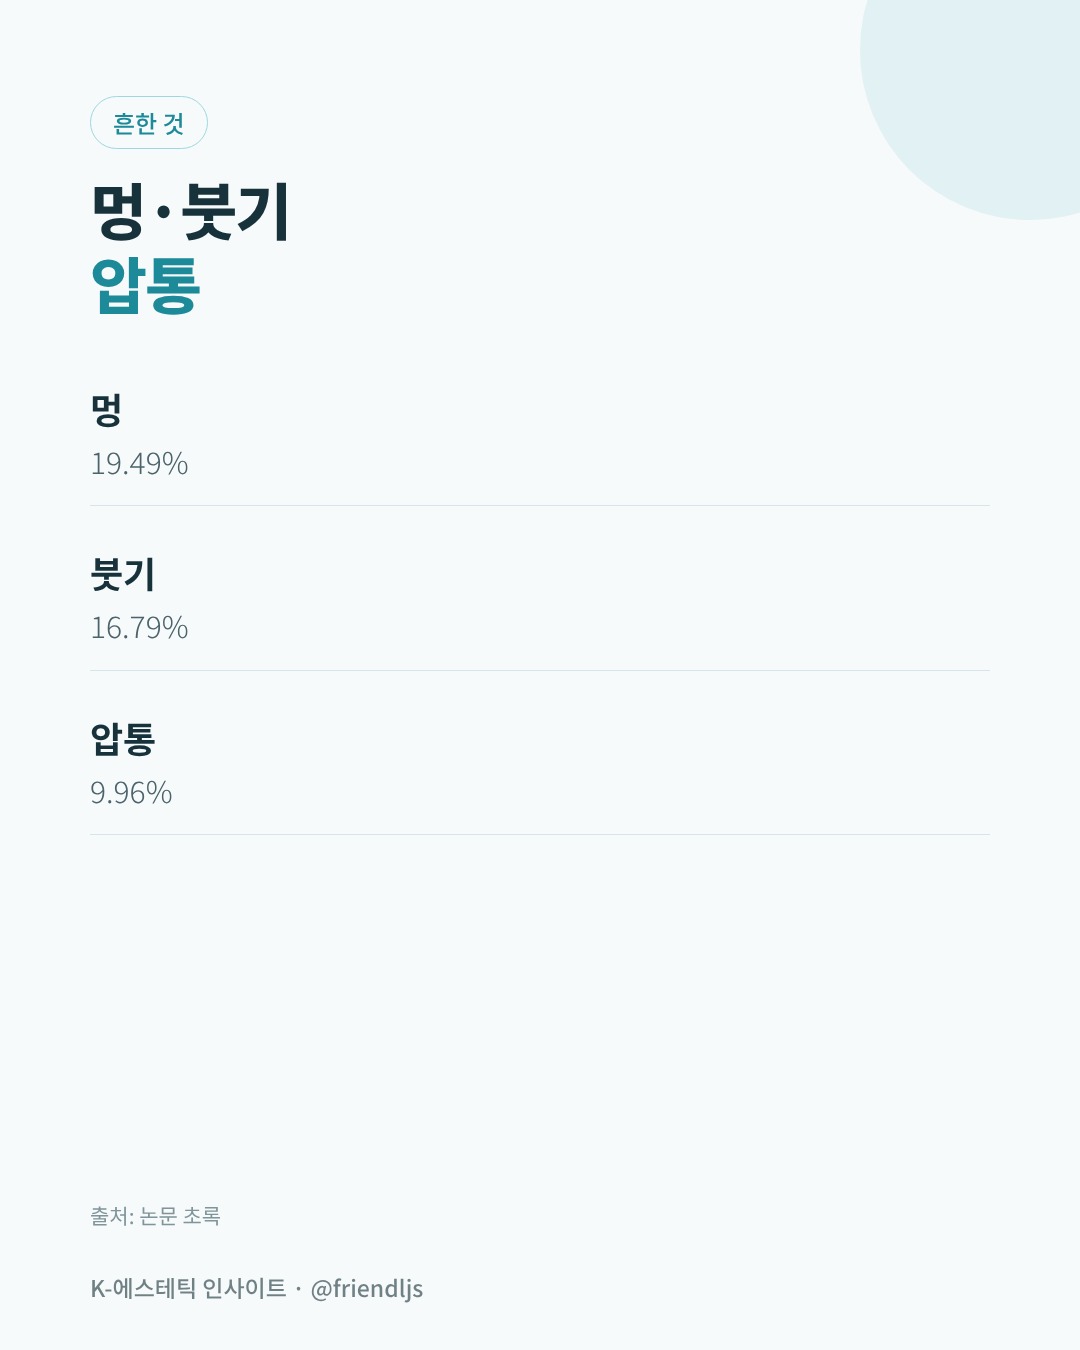 흔한 것
멍·붓기
압통
멍
19.49%
붓기
16.79%
압통
9.96%
출처: 논문 초록
K-에스테틱 인사이트 · @friendljs